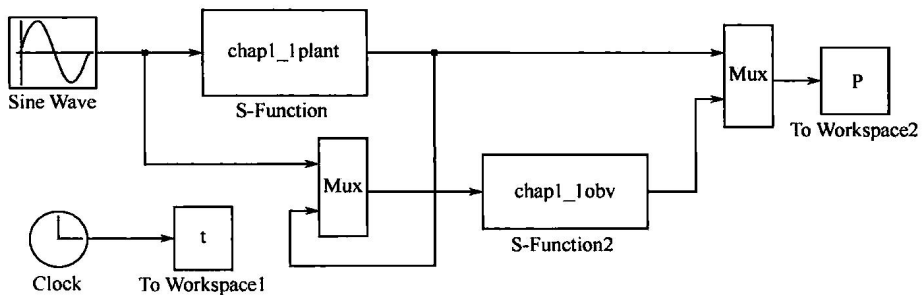 chap1_1plant
Mux
P
Sine Wave
S-Function
To Workspace2
Mux
chap1_1obv
t
S-Function2
Clock
To Workspace1